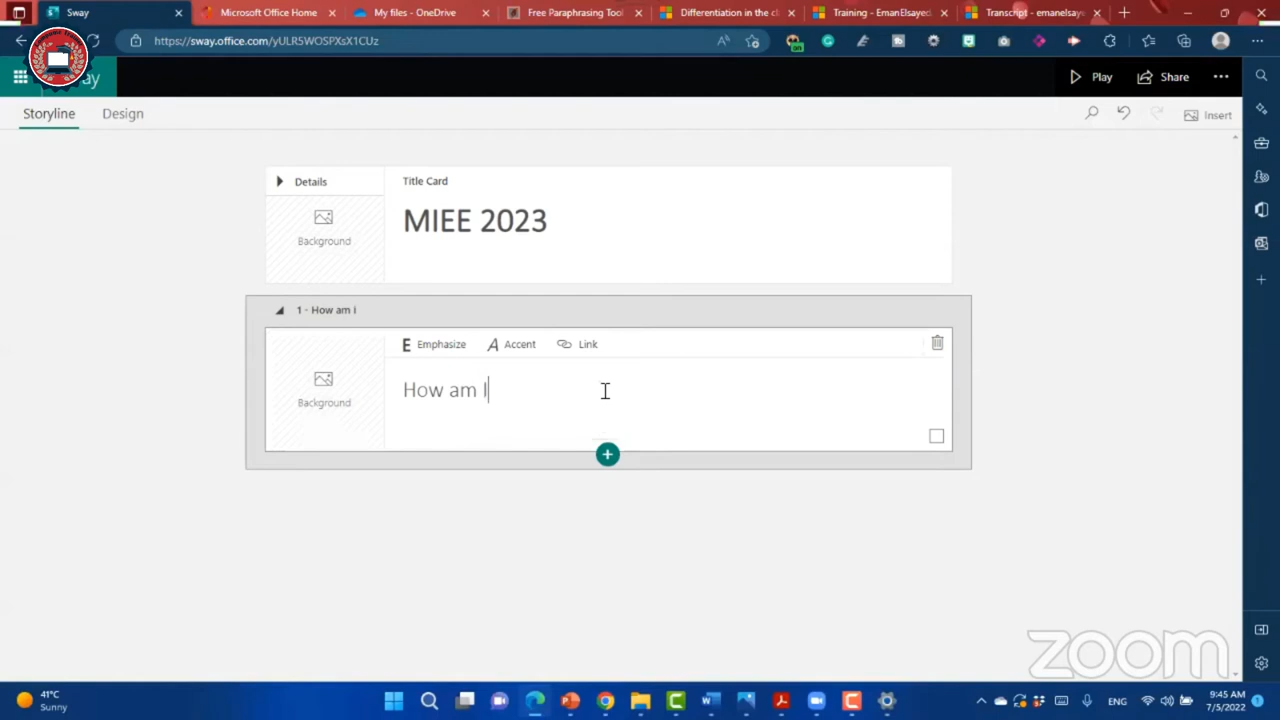 Sway
Microsoft Office Home
My files - OneDrive
Free Paraphrasing Tool
Differentiation in the cl
Training - EmanElsayed
Transcript - emanelsaye
https://sway.office.com/yULR5WOSPXsX1CUz
Play
Share
Storyline
Design
Insert
Details
Title Card
Background
MIEE 2023
1 - How am i
E Emphasize
A Accent
Link
Background
How am I
zoom
41°C
Sunny
ENG
9:45 AM
7/5/2022